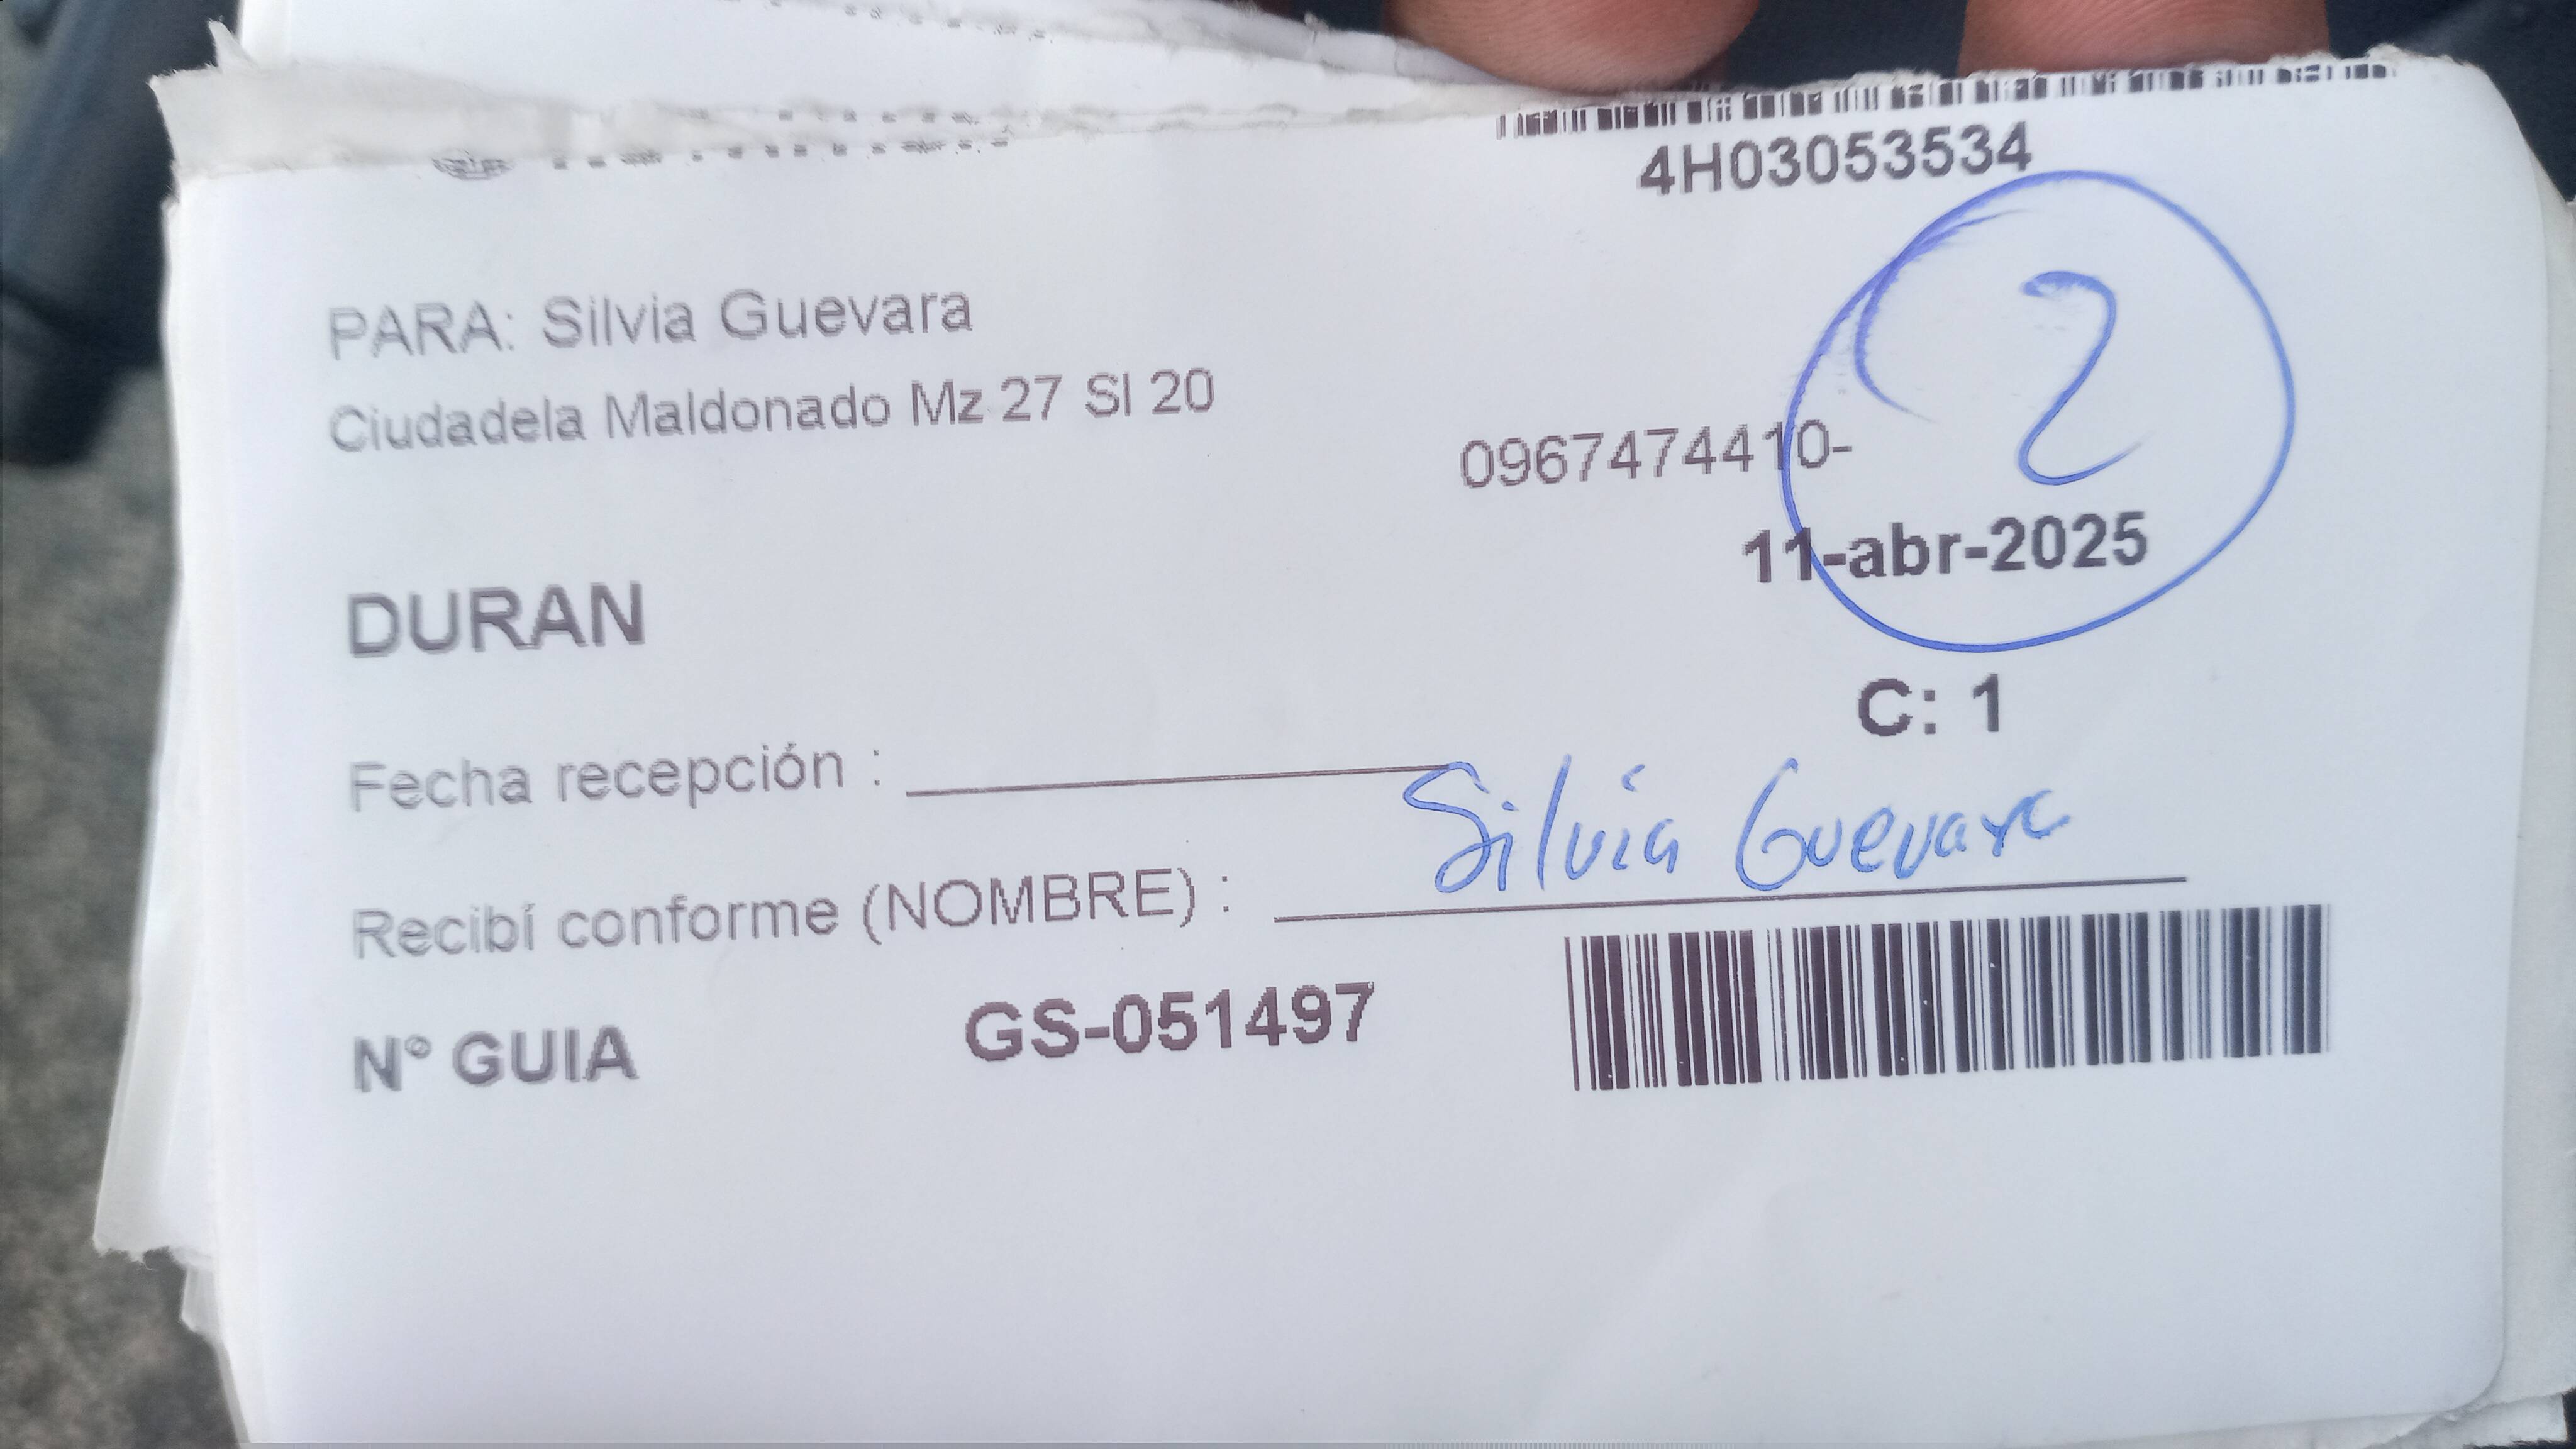 4H03053534
2
PARA: Silvia Guevara
Ciudadela Maldonado Mz 27 Sl 20
0967474410-
11-abr-2025
DURAN
C: 1
Fecha recepción :
Recibí conforme (NOMBRE) : Silvia Guevara
N° GUIA GS-051497